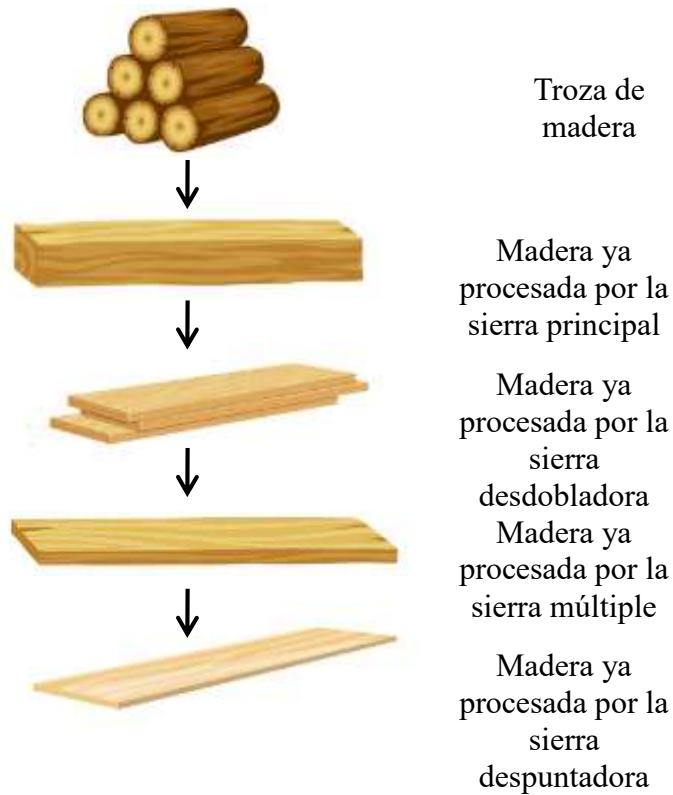 Troza de
madera
Madera ya
procesada por la
sierra principal
Madera ya
procesada por la
sierra
desdobladora
Madera ya
procesada por la
sierra múltiple
Madera ya
procesada por la
sierra
despuntadora